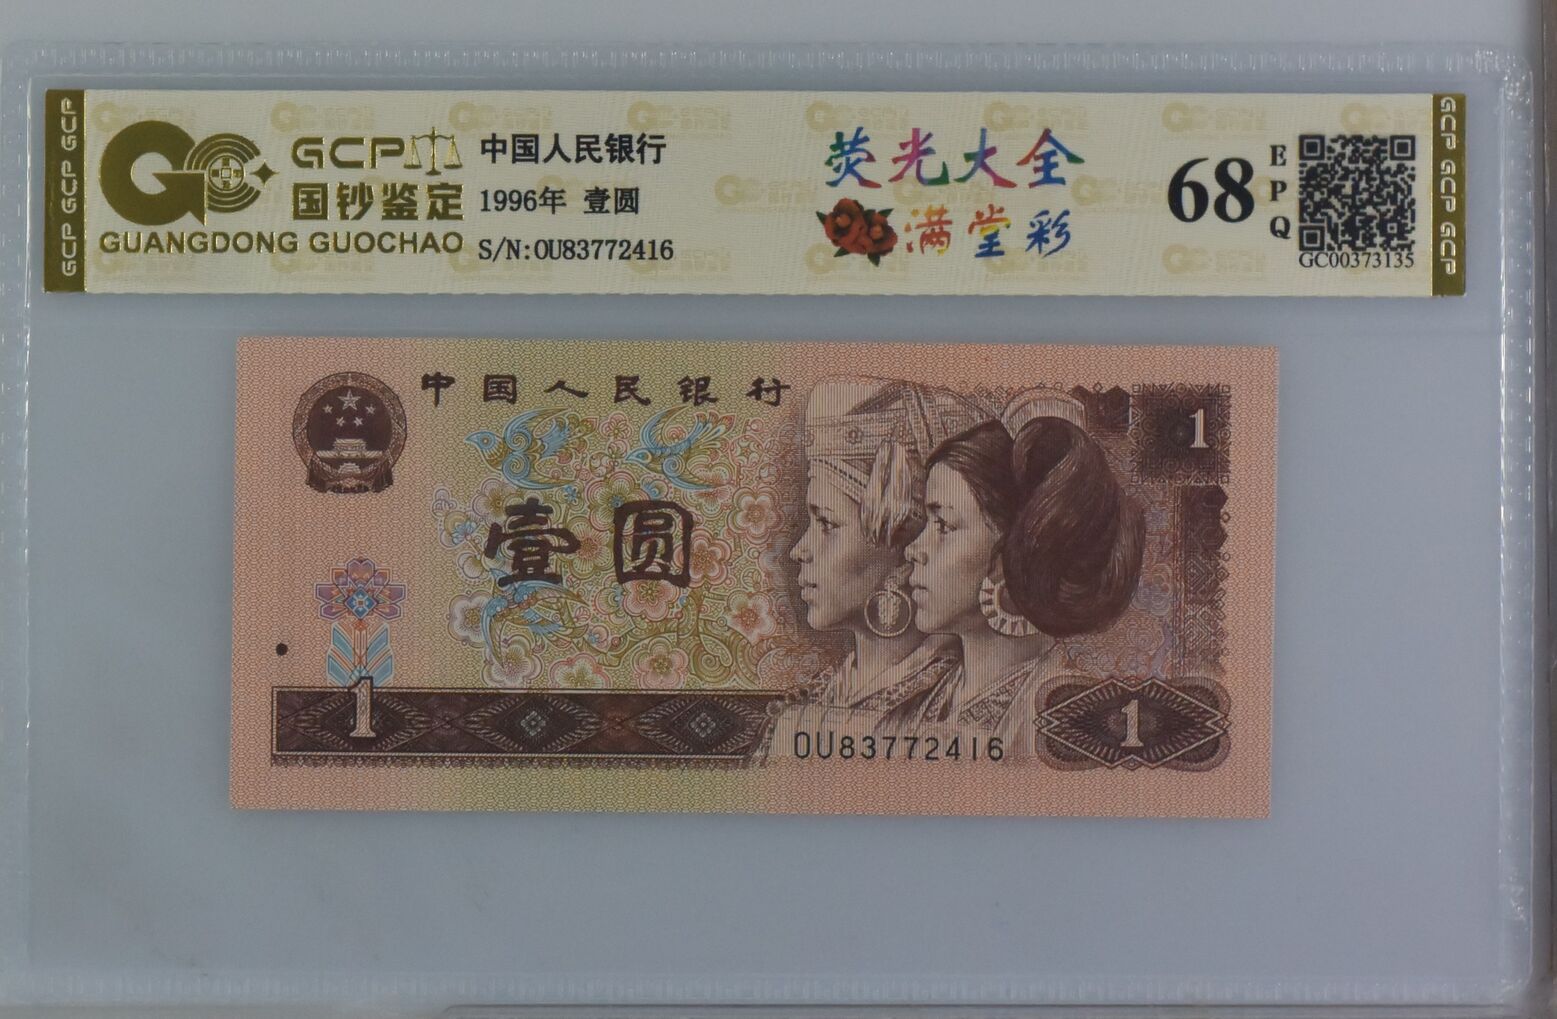 GCP
国钞鉴定
GUANGDONG GUOCHAO
中国人民银行
1996年 壹圆
S/N:OU83772416
荧光大全
满堂彩
68
EPQ
GC00373135
GCP GCP GCP
GCP GCP GCP
中国人民银行
1
壹圆
1
OU83772416
1